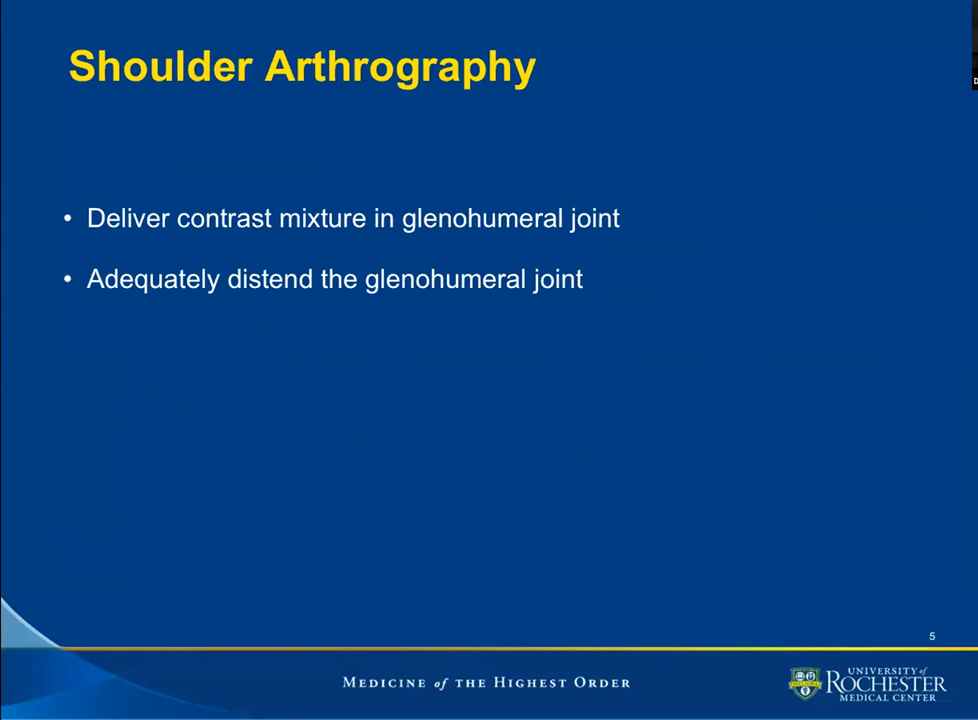 Shoulder Arthrography
• Deliver contrast mixture in glenohumeral joint
• Adequately distend the glenohumeral joint
5
MEDICINE of THE HIGHEST ORDER
UNIVERSITY of
ROCHESTER
MEDICAL CENTER